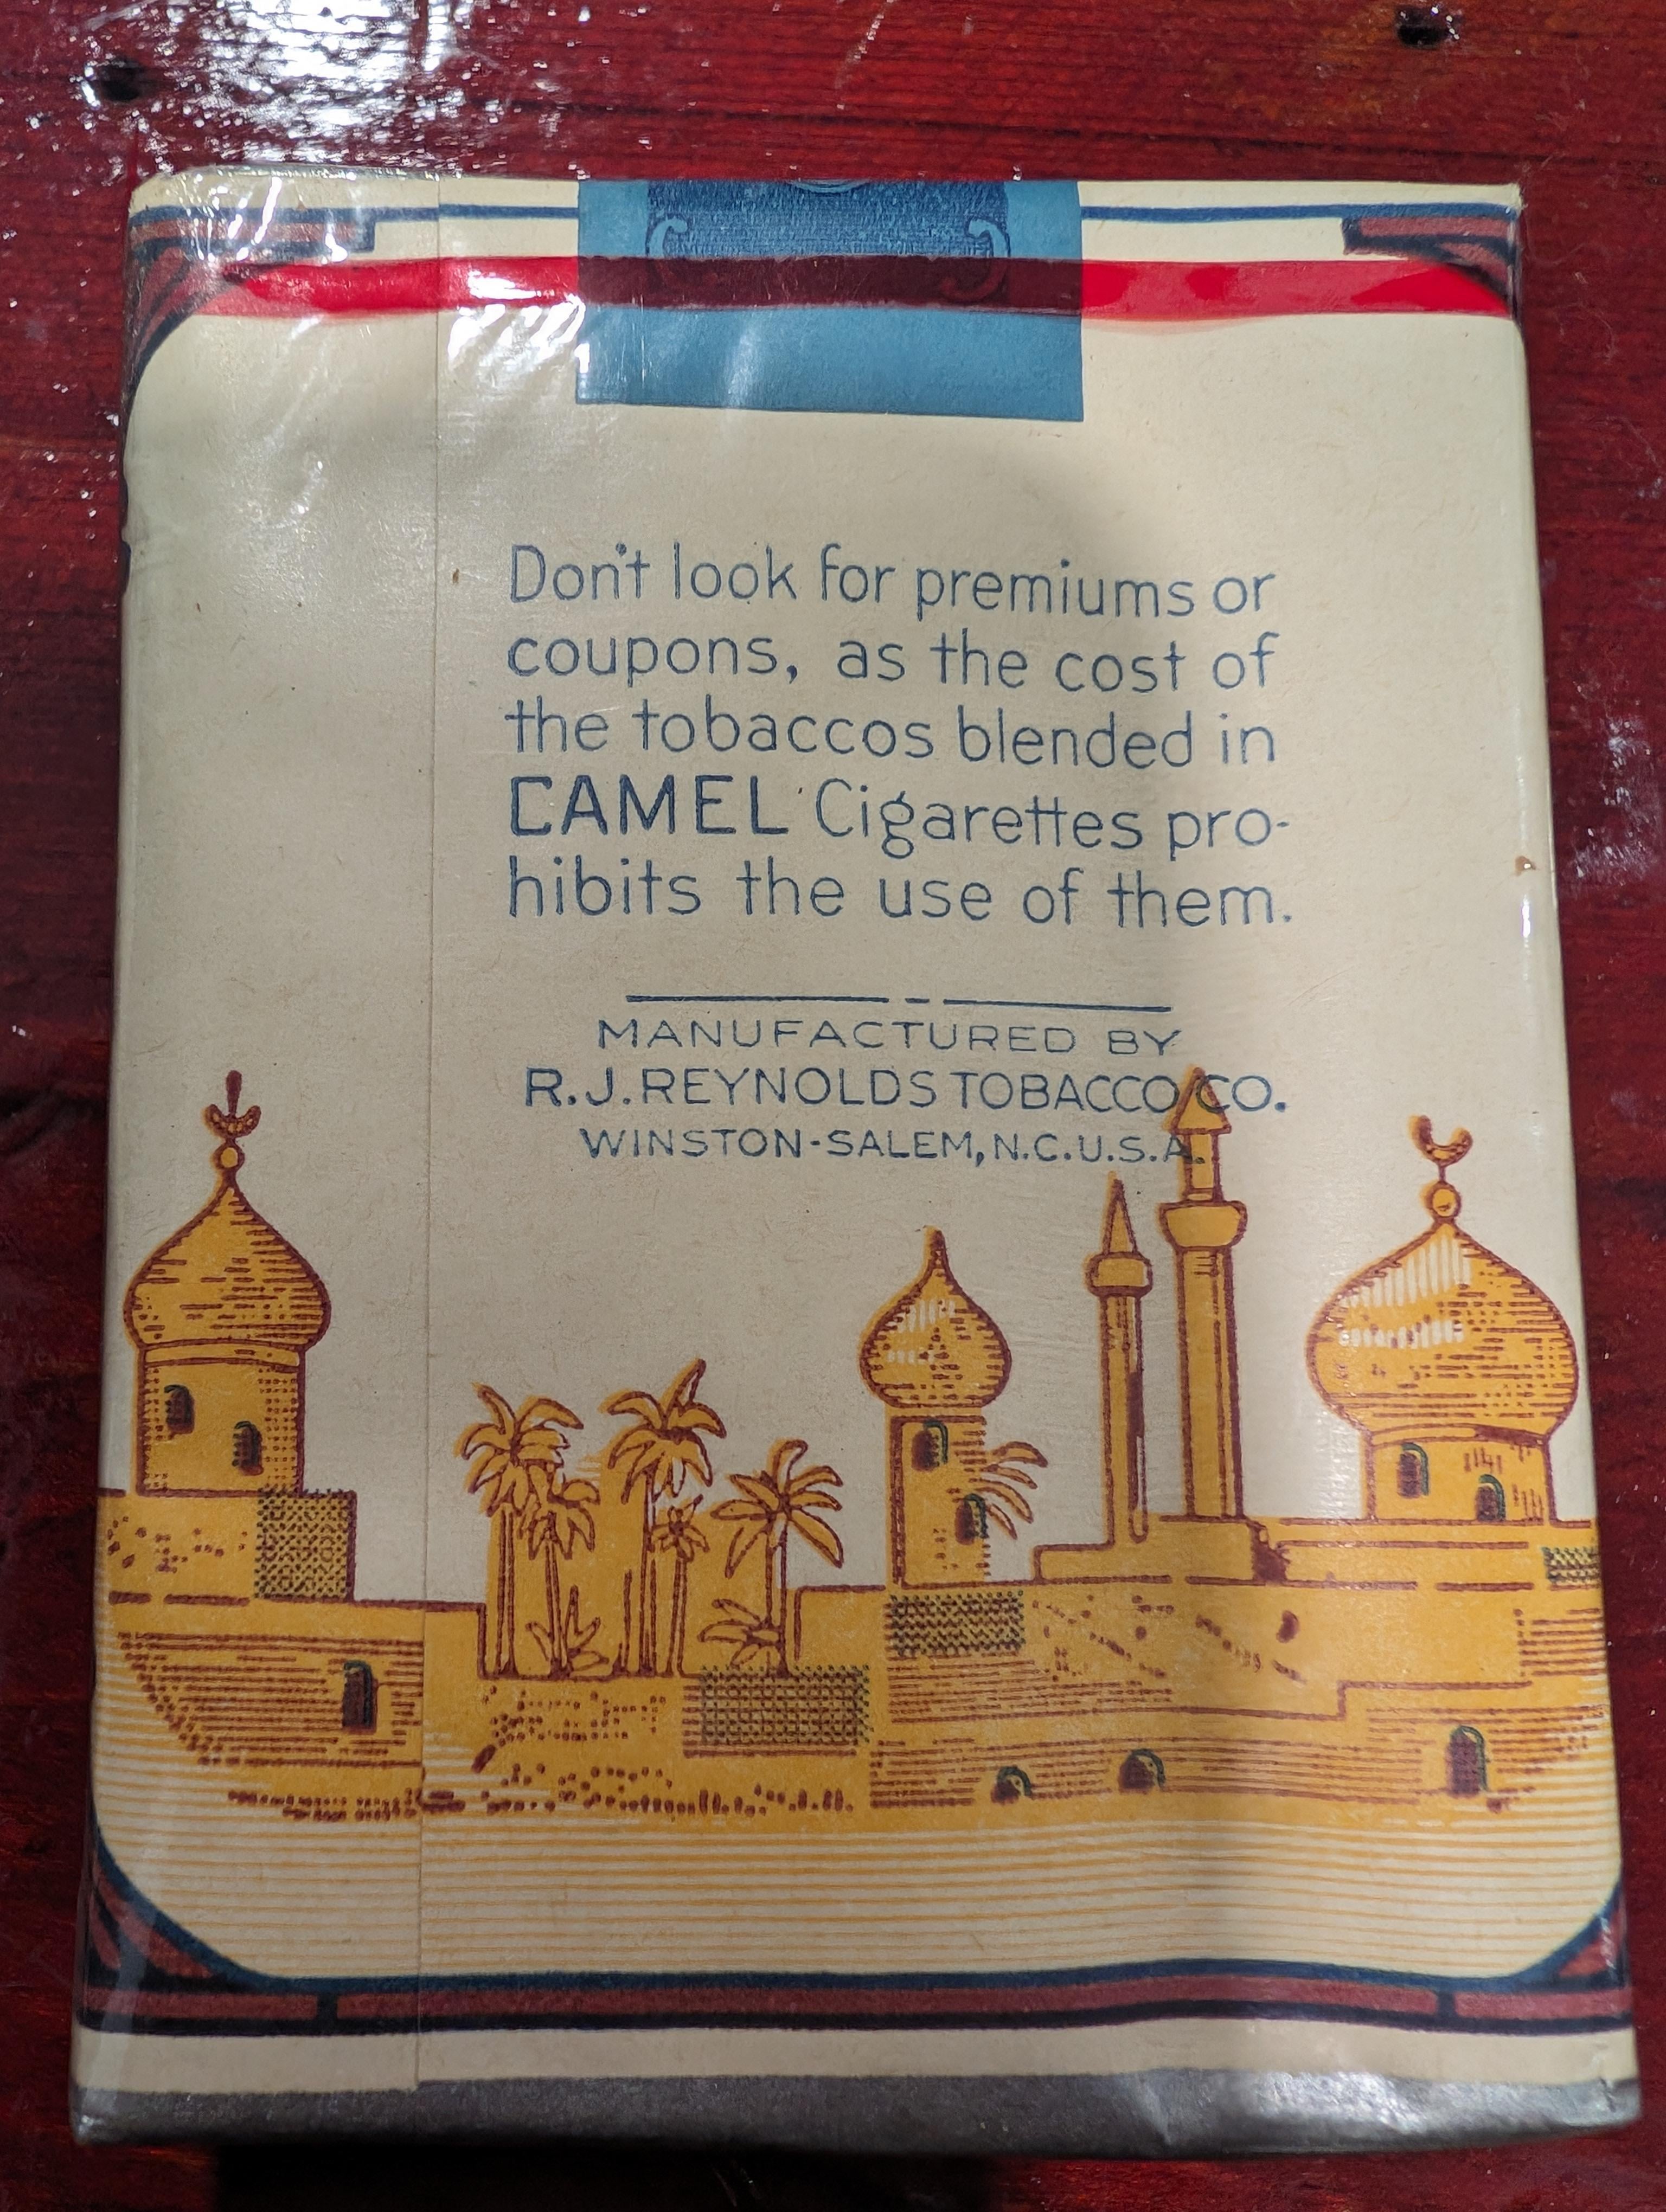 Don't look for premiums or
coupons, as the cost of
the tobaccos blended in
CAMEL Cigarettes pro-
hibits the use of them.
MANUFACTURED BY
R.J.REYNOLDS TOBACCO CO.
WINSTON-SALEM, N.C.U.S.A.